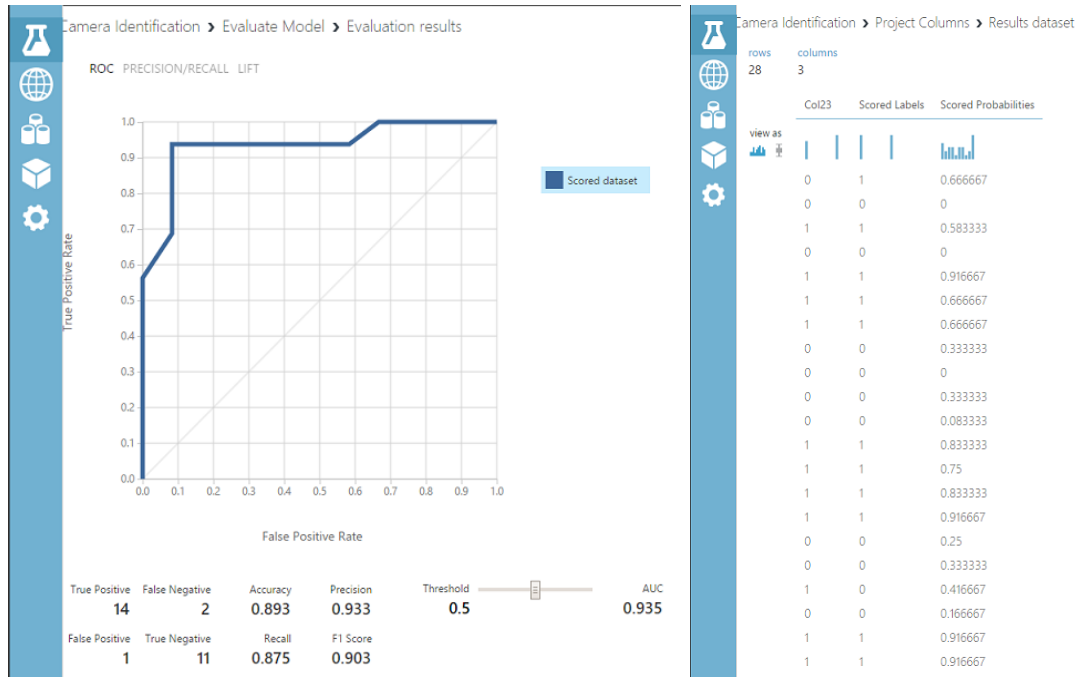 Camera Identification > Evaluate Model > Evaluation results
ROC PRECISION/RECALL LIFT
1.0
0.9
0.8
0.7
0.6
0.5
0.4
0.3
0.2
0.1
0.0
True Positive Rate
0.0 0.1 0.2 0.3 0.4 0.5 0.6 0.7 0.8 0.9 1.0
False Positive Rate
Scored dataset
True Positive False Negative Accuracy Precision Threshold AUC
14 2 0.893 0.933 0.5 0.935
False Positive True Negative Recall F1 Score
1 11 0.875 0.903
Camera Identification > Project Columns > Results dataset
rows columns
28 3
Col23 Scored Labels Scored Probabilities
view as
0 1 0.666667
0 0 0
1 1 0.583333
0 0 0
1 1 0.916667
1 1 0.666667
1 1 0.666667
0 0 0.333333
0 0 0
0 0 0.333333
0 0 0.083333
1 1 0.833333
1 1 0.75
1 1 0.833333
1 1 0.916667
0 0 0.25
0 0 0.333333
1 0 0.416667
0 0 0.166667
1 1 0.916667
1 1 0.916667